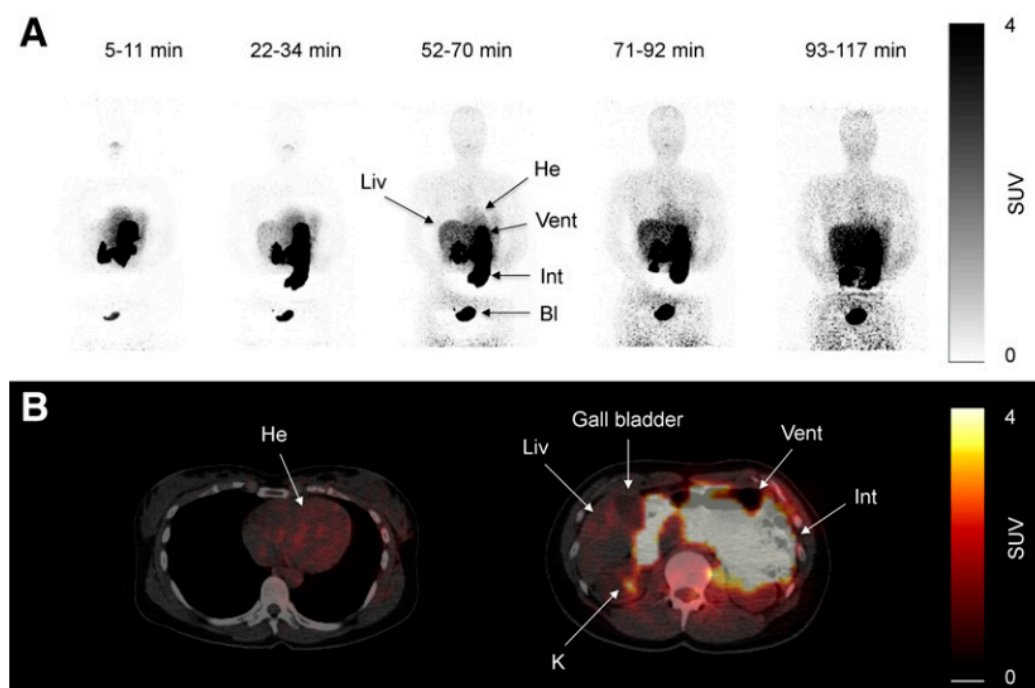 A
5-11 min 22-34 min 52-70 min 71-92 min 93-117 min
4
SUV
0
Liv
He
Vent
Int
Bl
B
He
Gall bladder
Liv
Vent
Int
K
4
SUV
0